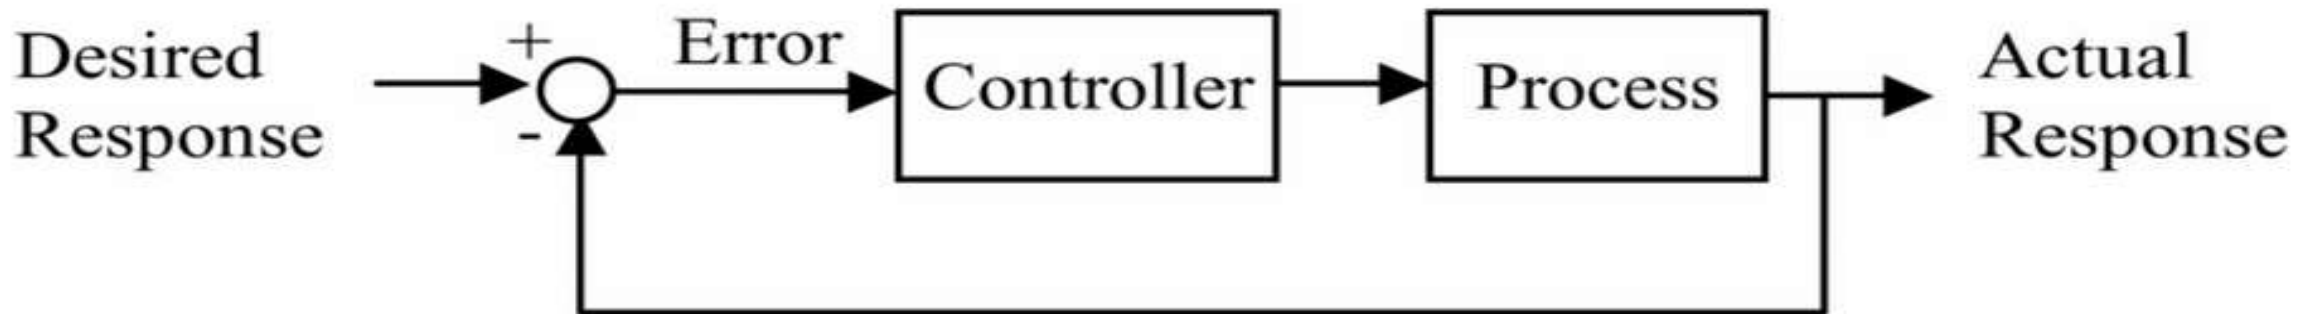 Desired
Response
+
-
Error
Controller
Process
Actual
Response